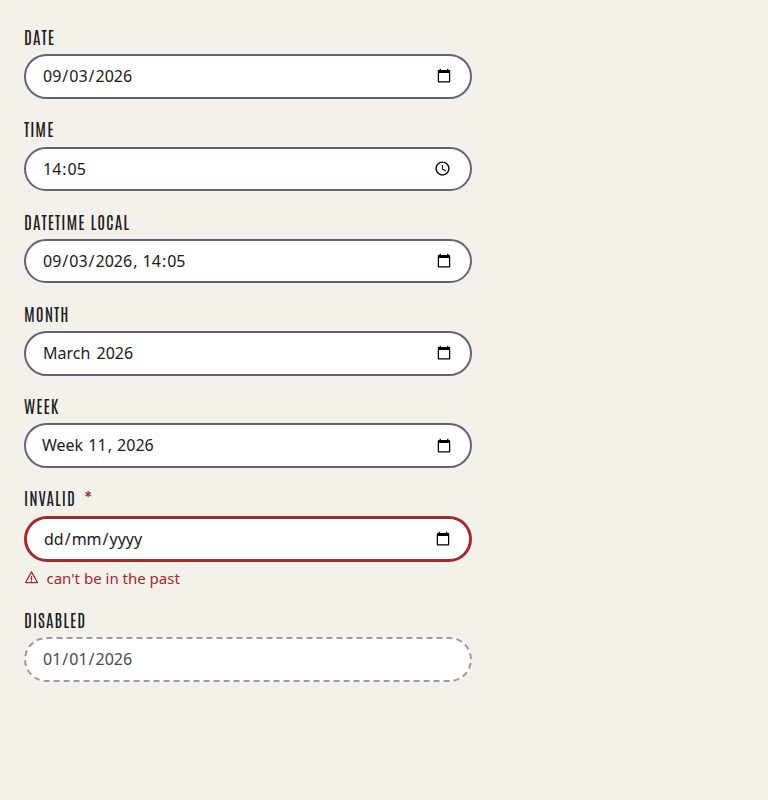 DATE
09/03/2026
TIME
14:05
DATETIME LOCAL
09/03/2026, 14:05
MONTH
March 2026
WEEK
Week 11, 2026
INVALID *
dd/mm/yyyy
can't be in the past
DISABLED
01/01/2026